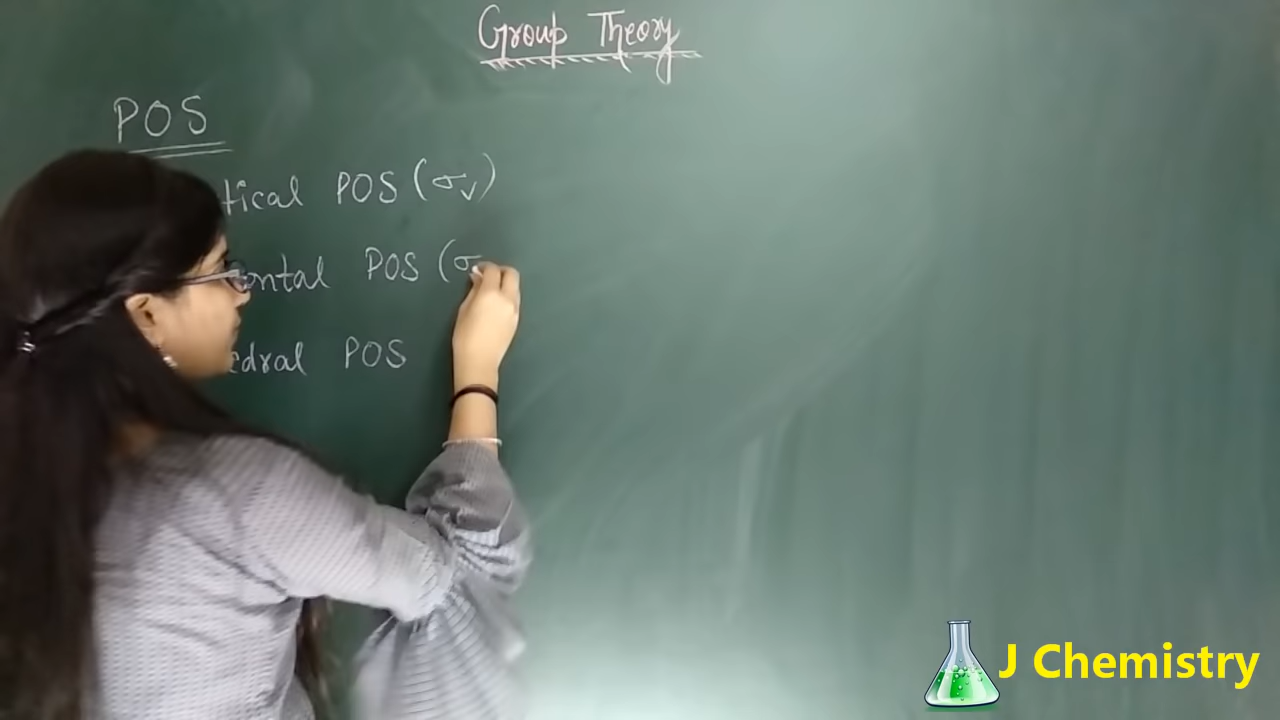 Group Theory
POS
tical POS (σv)
ontal POS (σ
edral POS
J Chemistry